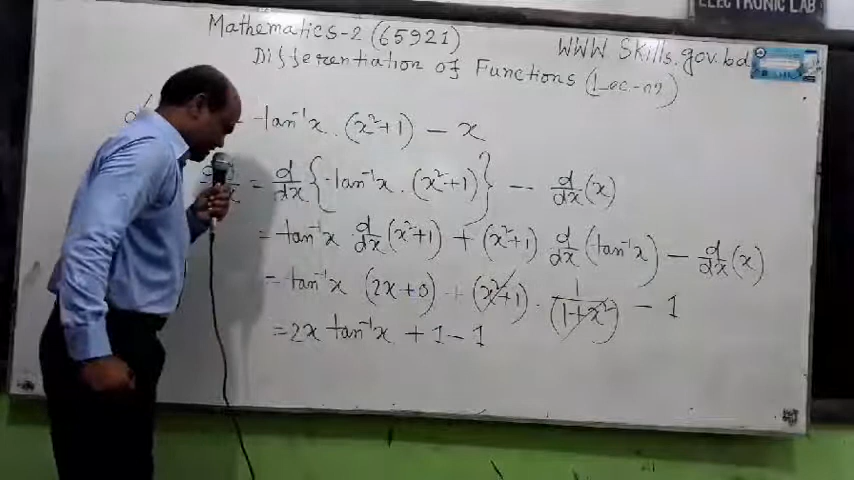 ELECTRONIC LAB
Mathematics-2 (65921)
WWW Skills.gov.bd
Differentiation of Functions (Lec-07)
tan⁻¹x . (x²+1) − x
= d/dx {tan⁻¹x . (x²+1)} − d/dx (x)
= tan⁻¹x d/dx (x²+1) + (x²+1) d/dx (tan⁻¹x) − d/dx (x)
= tan⁻¹x (2x+0) + (x²+1) . 1/(1+x²) − 1
= 2x tan⁻¹x + 1 − 1